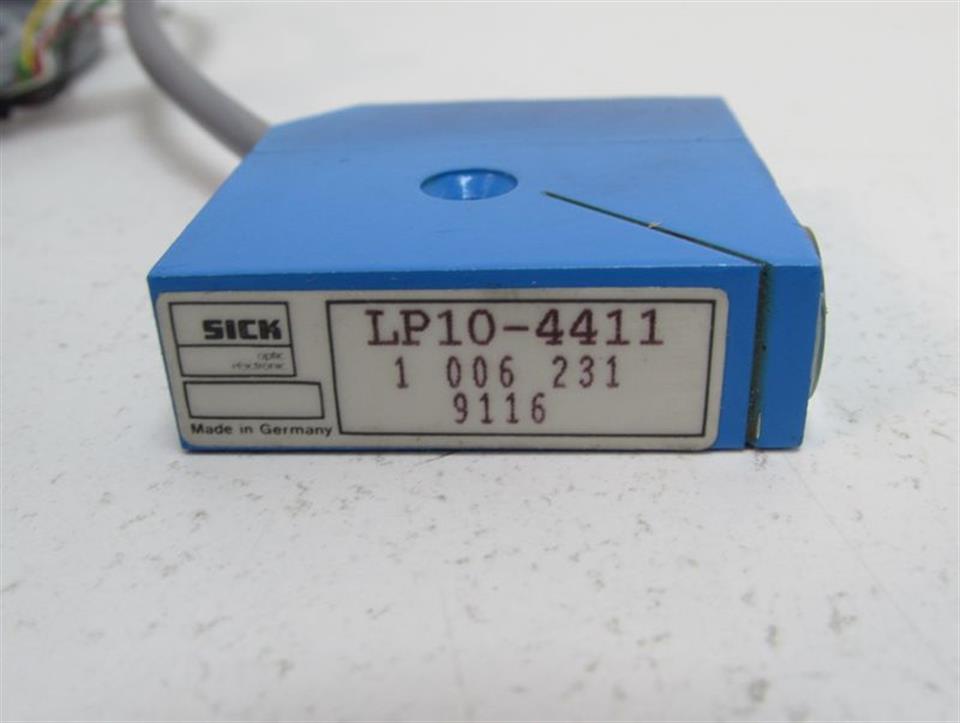 SICK
optic
electronic
Made in Germany
LP10-4411
1 006 231
9116